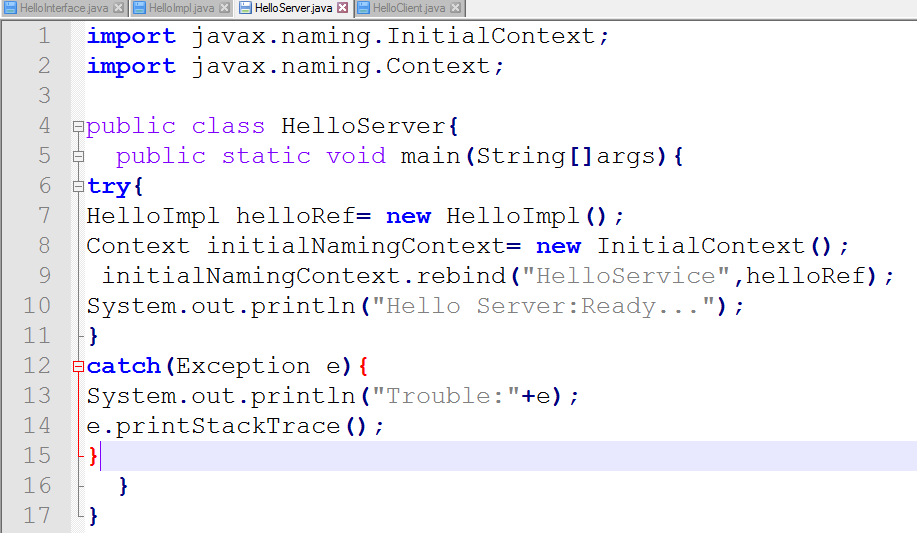 HelloInterface.java HelloImpl.java HelloServer.java HelloClient.java
1 import javax.naming.InitialContext;
2 import javax.naming.Context;
3
4 public class HelloServer{
5 public static void main(String[]args){
6 try{
7 HelloImpl helloRef= new HelloImpl();
8 Context initialNamingContext= new InitialContext();
9 initialNamingContext.rebind("HelloService",helloRef);
10 System.out.println("Hello Server:Ready...");
11 }
12 catch(Exception e){
13 System.out.println("Trouble:"+e);
14 e.printStackTrace();
15 }
16 }
17 }